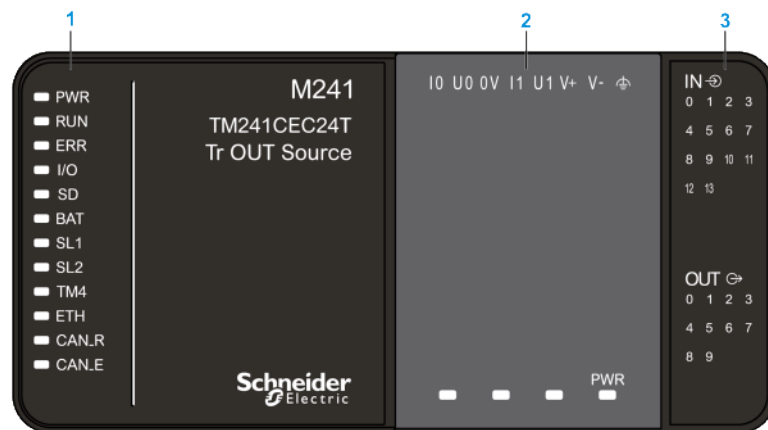 1 2 3
PWR
RUN
ERR
I/O
SD
BAT
SL1
SL2
TM4
ETH
CAN_R
CAN_E
M241
TM241CEC24T
Tr OUT Source
Schneider
Electric
I0 U0 0V I1 U1 V+ V-
PWR
IN
0 1 2 3
4 5 6 7
8 9 10 11
12 13
OUT
0 1 2 3
4 5 6 7
8 9